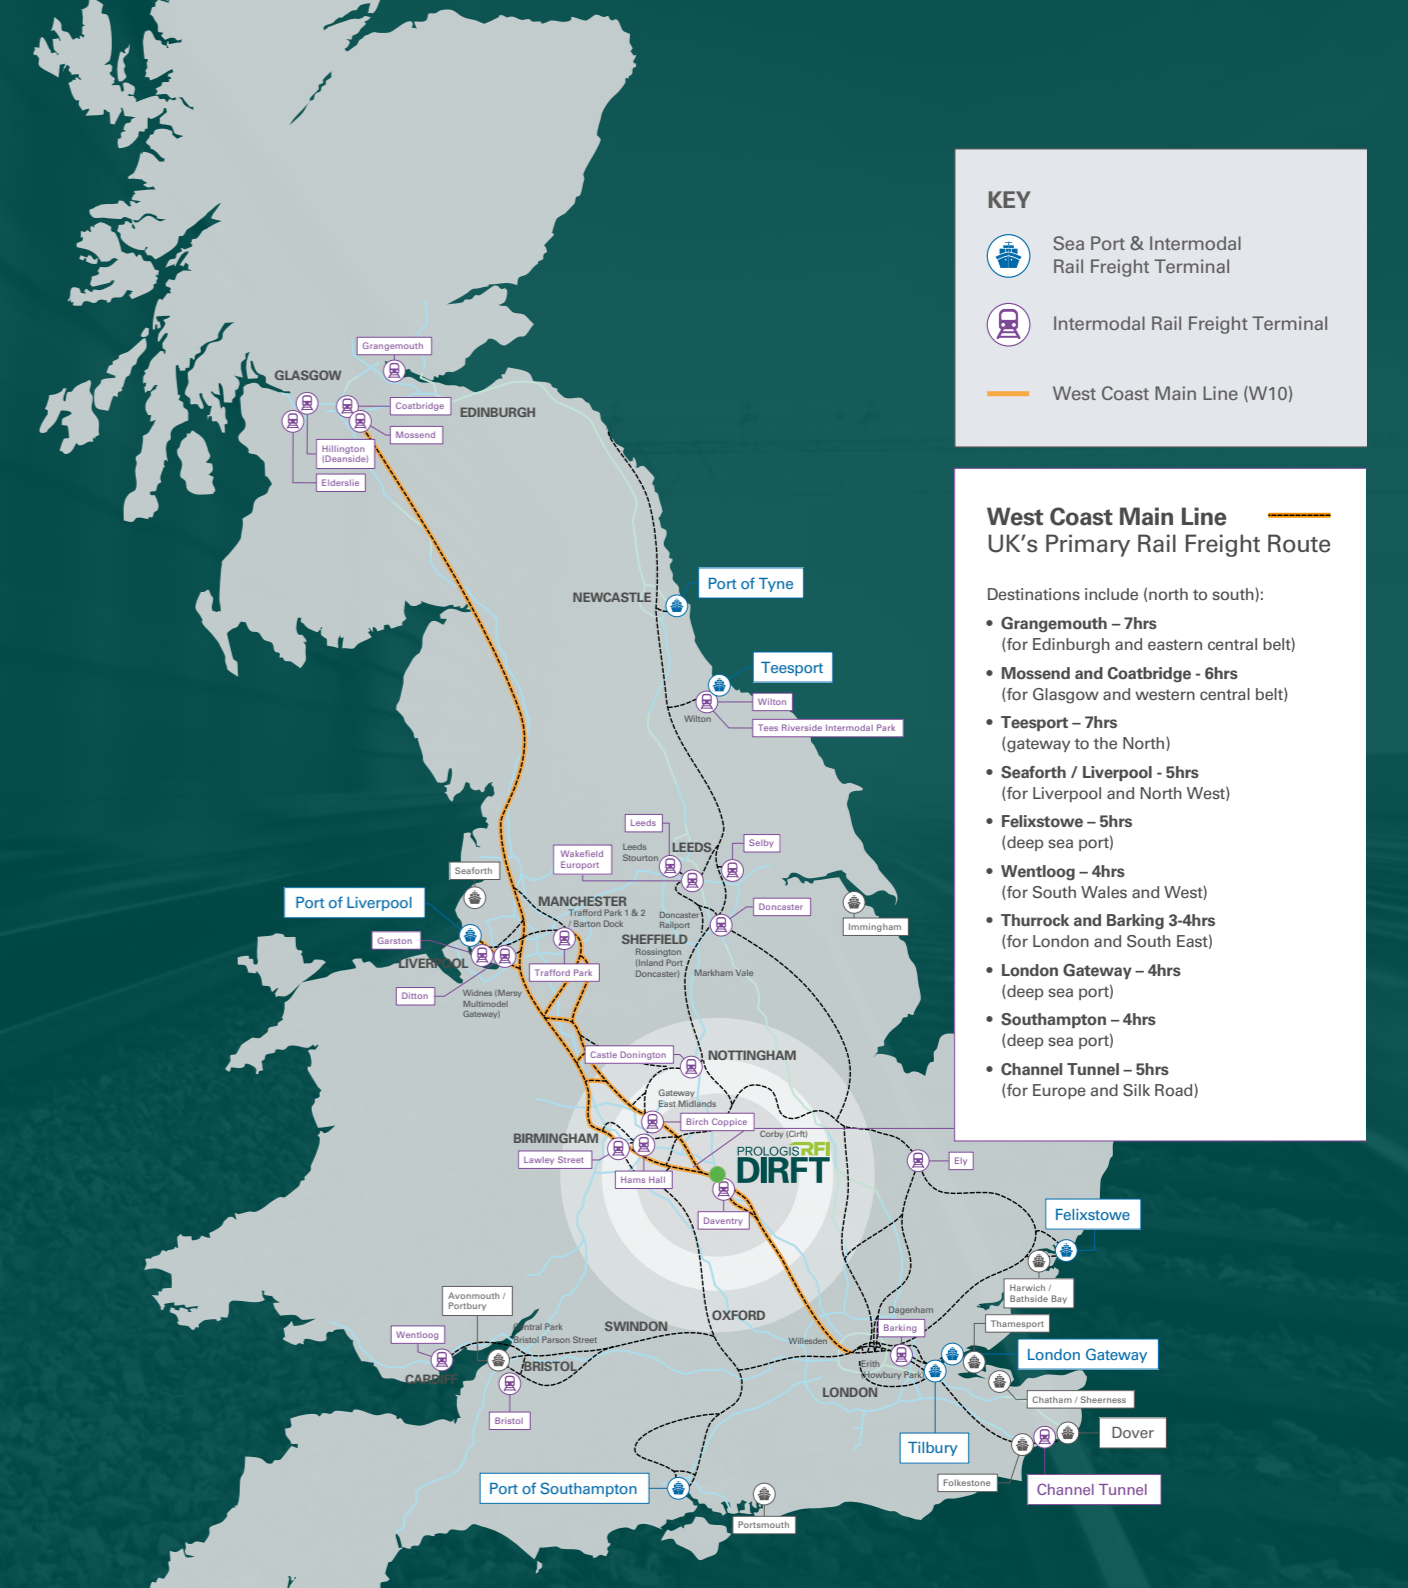 KEY
Sea Port & Intermodal
Rail Freight Terminal
Intermodal Rail Freight Terminal
West Coast Main Line (W10)
West Coast Main Line
UK's Primary Rail Freight Route
Destinations include (north to south):
• Grangemouth – 7hrs
(for Edinburgh and eastern central belt)
• Mossend and Coatbridge - 6hrs
(for Glasgow and western central belt)
• Teesport – 7hrs
(gateway to the North)
• Seaforth / Liverpool - 5hrs
(for Liverpool and North West)
• Felixstowe – 5hrs
(deep sea port)
• Wentloog – 4hrs
(for South Wales and West)
• Thurrock and Barking 3-4hrs
(for London and South East)
• London Gateway – 4hrs
(deep sea port)
• Southampton – 4hrs
(deep sea port)
• Channel Tunnel – 5hrs
(for Europe and Silk Road)
Grangemouth
GLASGOW
Coatbridge
EDINBURGH
Mossend
Hillington
(Deanside)
Elderslie
Port of Tyne
NEWCASTLE
Teesport
Wilton
Wilton
Tees Riverside Intermodal Park
Leeds
Leeds
Stourton
LEEDS
Selby
Wakefield
Europort
Seaforth
Port of Liverpool
MANCHESTER
Trafford Park 1 & 2
/ Barton Dock
Doncaster
Railport
Doncaster
Immingham
Garston
LIVERPOOL
SHEFFIELD
Rossington
(Inland Port
Doncaster)
Markham Vale
Trafford Park
Ditton
Widnes (Mersy
Multimodel
Gateway)
Castle Donington
NOTTINGHAM
Gateway
East Midlands
Birch Coppice
Corby (Cirft)
BIRMINGHAM
Lawley Street
Hams Hall
PROLOGIS RFI
DIRFT
Daventry
Ely
Felixstowe
Harwich /
Bathside Bay
Avonmouth /
Portbury
Central Park
Bristol Parson Street
SWINDON
OXFORD
Wentloog
CARDIFF
BRISTOL
Bristol
Willesden
Dagenham
Barking
Thamesport
London Gateway
Erith
(Howbury Park)
LONDON
Chatham / Sheerness
Tilbury
Dover
Folkestone
Channel Tunnel
Port of Southampton
Portsmouth